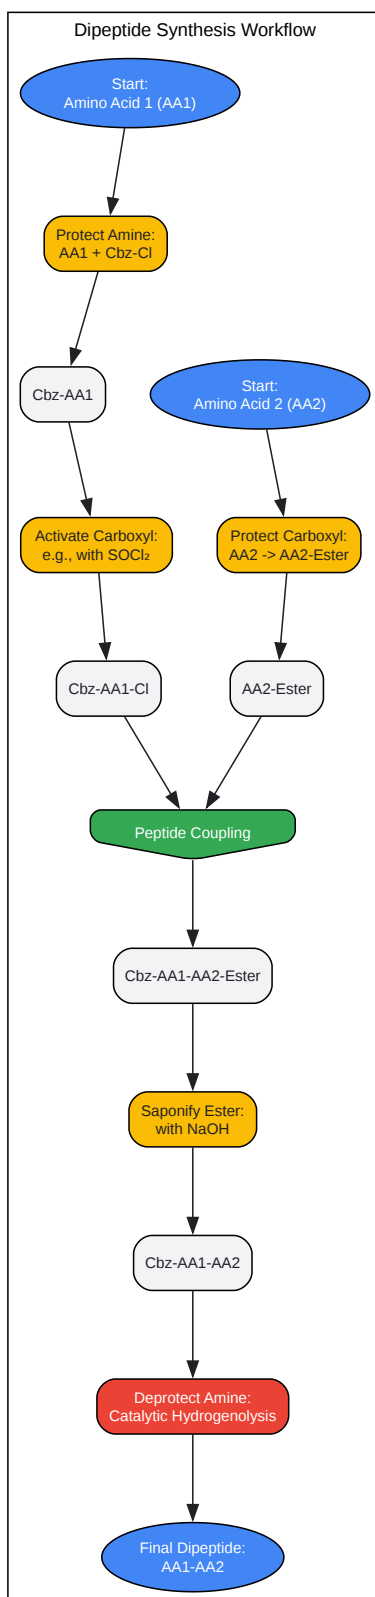 Dipeptide Synthesis Workflow
Start:
Amino Acid 1 (AA1)
Protect Amine:
AA1 + Cbz-Cl
Cbz-AA1
Start:
Amino Acid 2 (AA2)
Activate Carboxyl:
e.g., with SOCl₂
Protect Carboxyl:
AA2 -> AA2-Ester
Cbz-AA1-Cl
AA2-Ester
Peptide Coupling
Cbz-AA1-AA2-Ester
Saponify Ester:
with NaOH
Cbz-AA1-AA2
Deprotect Amine:
Catalytic Hydrogenolysis
Final Dipeptide:
AA1-AA2